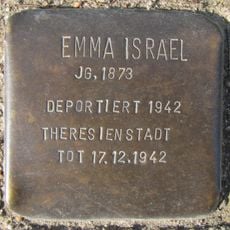 EMMA ISRAEL
JG. 1873
DEPORTIERT 1942
THERESIENSTADT
TOT 17.12.1942